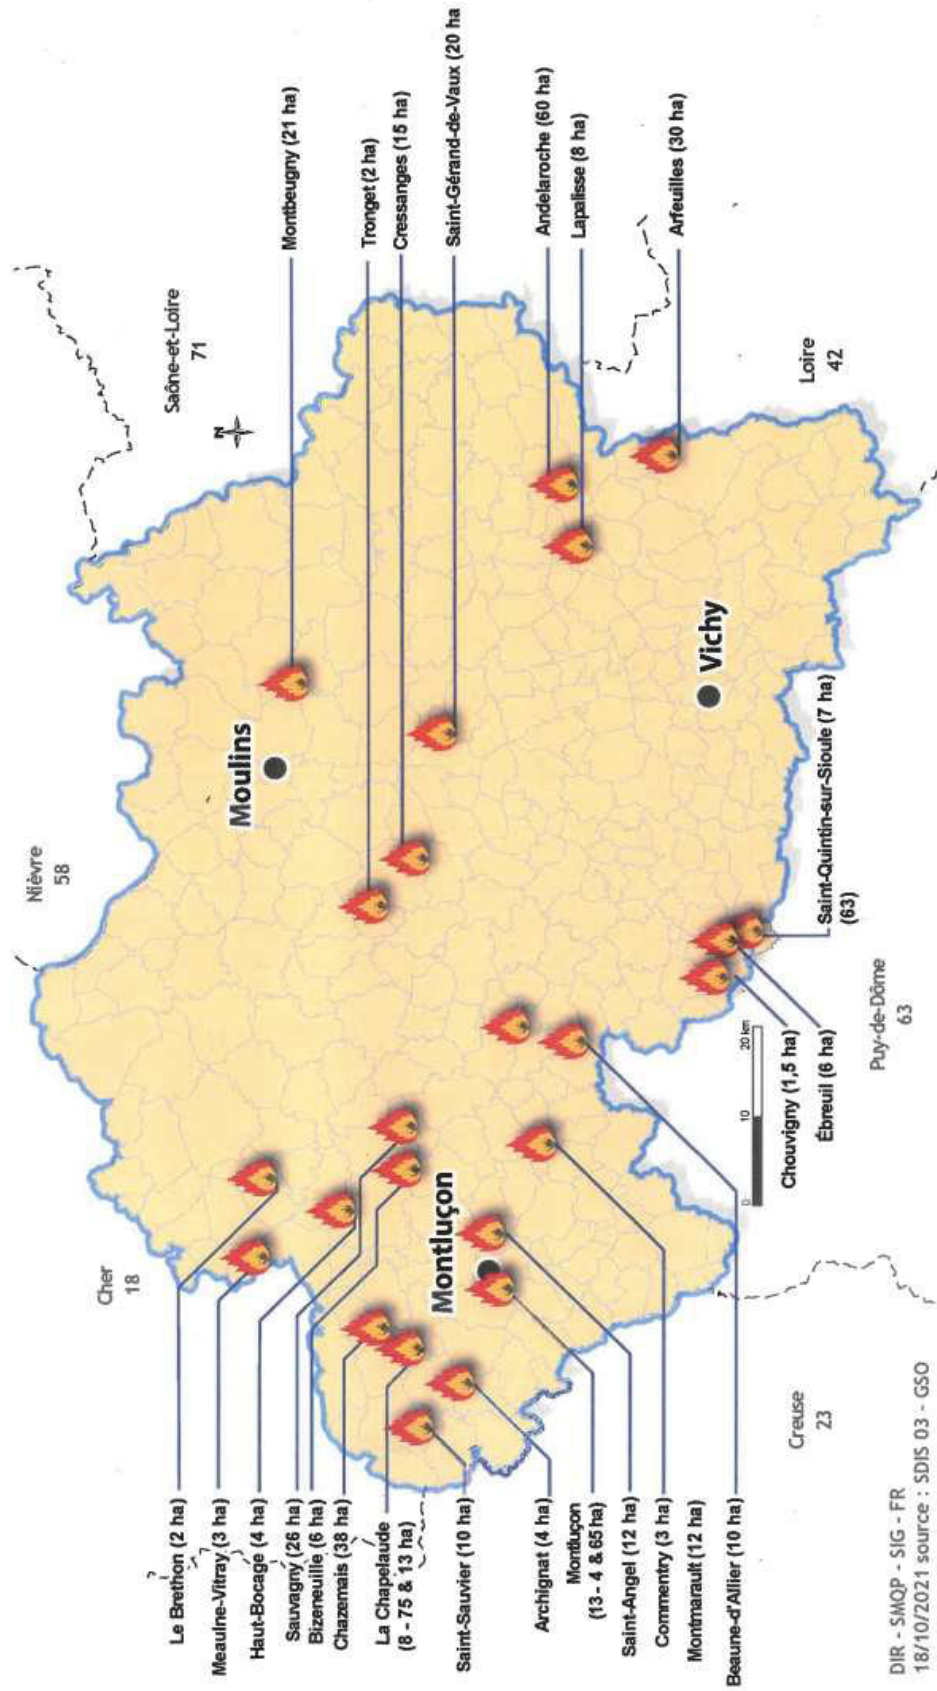 Nièvre
58
Saône-et-Loire
71
N
Cher
18
Moulins
Montbeugny (21 ha)
Tronget (2 ha)
Cressanges (15 ha)
Saint-Gérand-de-Vaux (20 ha
Andelaroche (60 ha)
Lapalisse (8 ha)
Arfeuilles (30 ha)
Le Brethon (2 ha)
Meaulne-Vitray (3 ha)
Haut-Bocage (4 ha)
Sauvagny (26 ha)
Bizeneuille (6 ha)
Chazemais (38 ha)
La Chapelaude
(8 - 75 & 13 ha)
Saint-Sauvier (10 ha)
Archignat (14 ha)
Montluçon
(13 - 4 & 65 ha)
Saint-Angel (12 ha)
Commentry (3 ha)
Montmarault (12 ha)
Beaune-d'Allier (10 ha)
Montluçon
Vichy
Loire
42
Creuse
23
0 10 20 km
Chouvigny (1,5 ha)
Ébreuil (6 ha)
Saint-Quintin-sur-Sioule (7 ha)
(63)
Puy-de-Dôme
63
DIR - SMQP - SIG - FR
18/10/2021 source : SDIS 03 - GSO